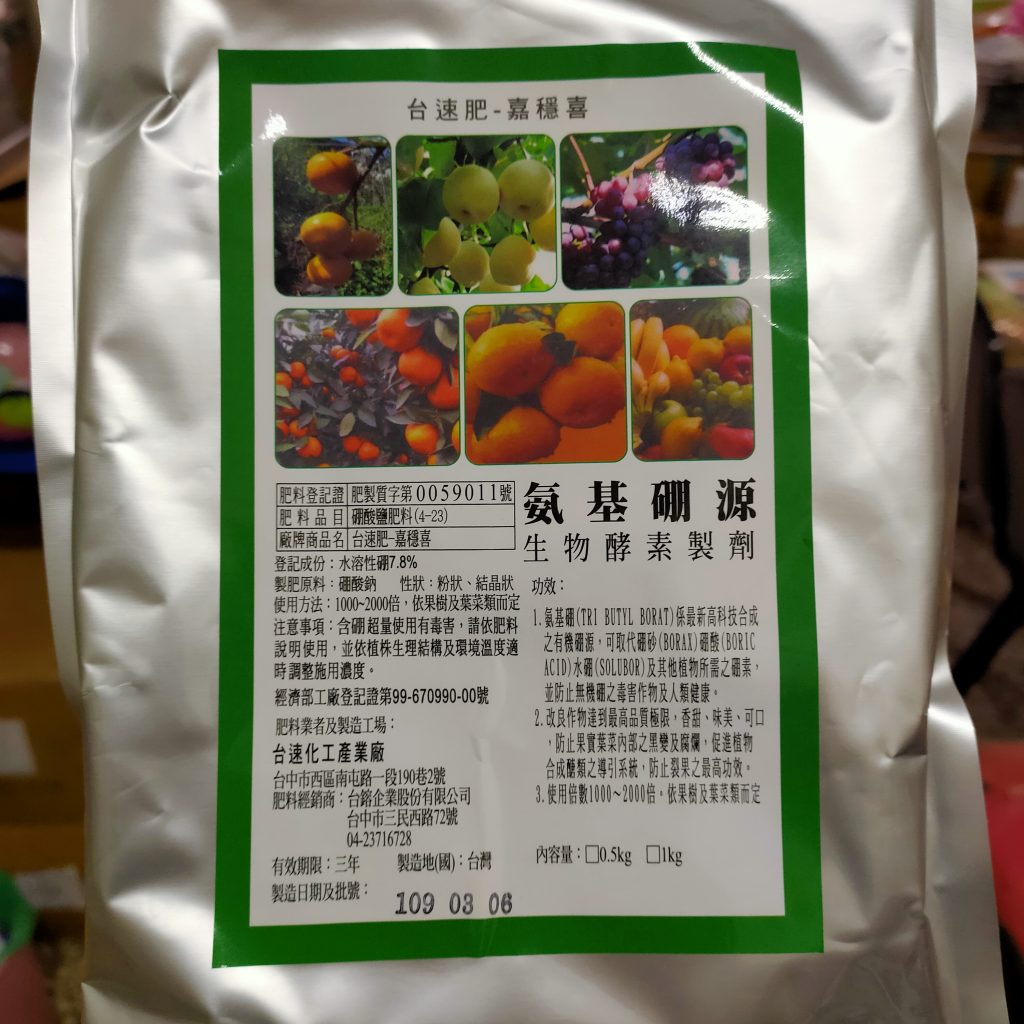 台速肥-嘉穩喜
肥料登記證 肥製質字第0059011號
肥料品目 硼酸鹽肥料(4-23)
廠牌商品名 台速肥-嘉穩喜
登記成份：水溶性硼7.8%
製肥原料：硼酸鈉 性狀：粉狀、結晶狀
使用方法：1000~2000倍，依果樹及葉菜類而定
注意事項：含硼超量使用有毒害，請依肥料
說明使用，並依植株生理結構及環境溫度適
時調整施用濃度。
經濟部工廠登記證第99-670990-00號
肥料業者及製造工場：
台速化工產業廠
台中市西區南屯路一段190巷2號
肥料經銷商：台鎔企業股份有限公司
台中市三民西路72號
04-23716728
有效期限：三年 製造地(國)：台灣
製造日期及批號：
109 03 06
氨基硼源
生物酵素製劑
功效：
1.氨基硼(TRI BUTYL BORAT)係最新高科技合成
之有機硼源，可取代硼砂(BORAX)硼酸(BORIC
ACID)水硼(SOLUBOR)及其他植物所需之硼素，
並防止無機硼之毒害作物及人類健康。
2.改良作物達到最高品質極限，香甜、味美、可口
，防止果實葉菜內部之黑變及腐爛，促進植物
合成醣類之導引系統，防止裂果之最高功效。
3.使用倍數1000~2000倍。依果樹及葉菜類而定
內容量：□0.5kg □1kg